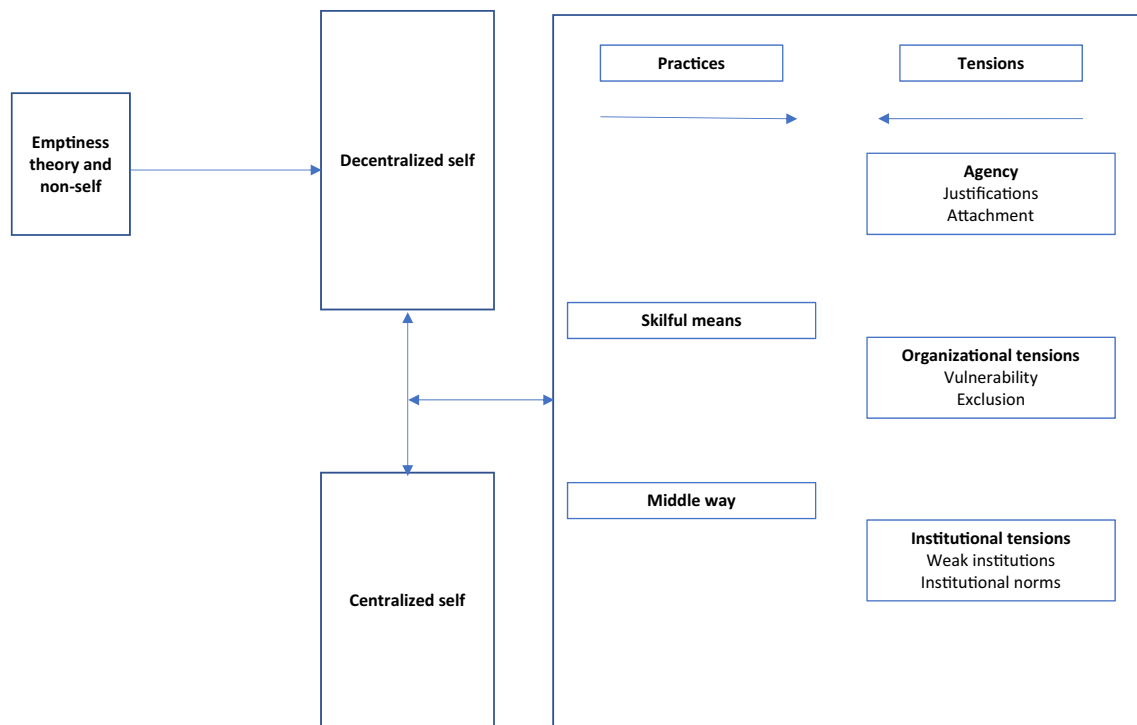 Emptiness
theory and
non-self
Decentralized self
Centralized self
Practices
Tensions
Agency
Justifications
Attachment
Skilful means
Organizational tensions
Vulnerability
Exclusion
Middle way
Institutional tensions
Weak institutions
Institutional norms